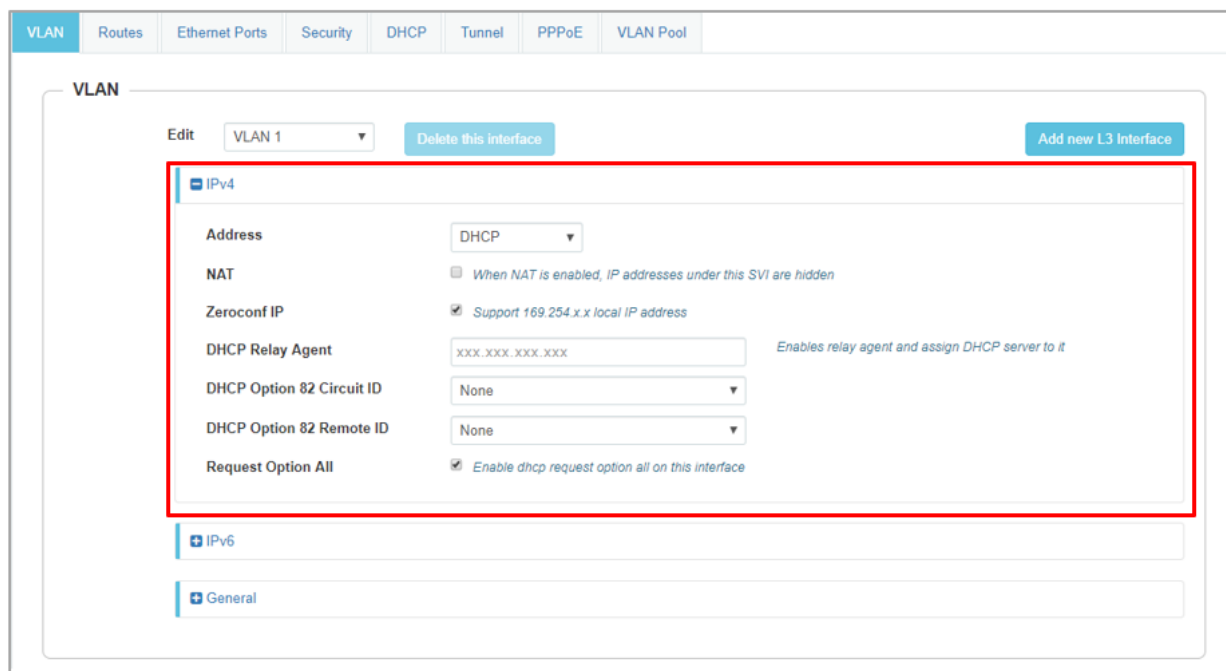 VLAN Routes Ethernet Ports Security DHCP Tunnel PPPoE VLAN Pool
VLAN
Edit VLAN 1 Delete this interface Add new L3 Interface
IPv4
Address DHCP
NAT When NAT is enabled, IP addresses under this SVI are hidden
Zeroconf IP Support 169.254.x.x local IP address
DHCP Relay Agent xxx.xxx.xxx.xxx Enables relay agent and assign DHCP server to it
DHCP Option 82 Circuit ID None
DHCP Option 82 Remote ID None
Request Option All Enable dhcp request option all on this interface
IPv6
General